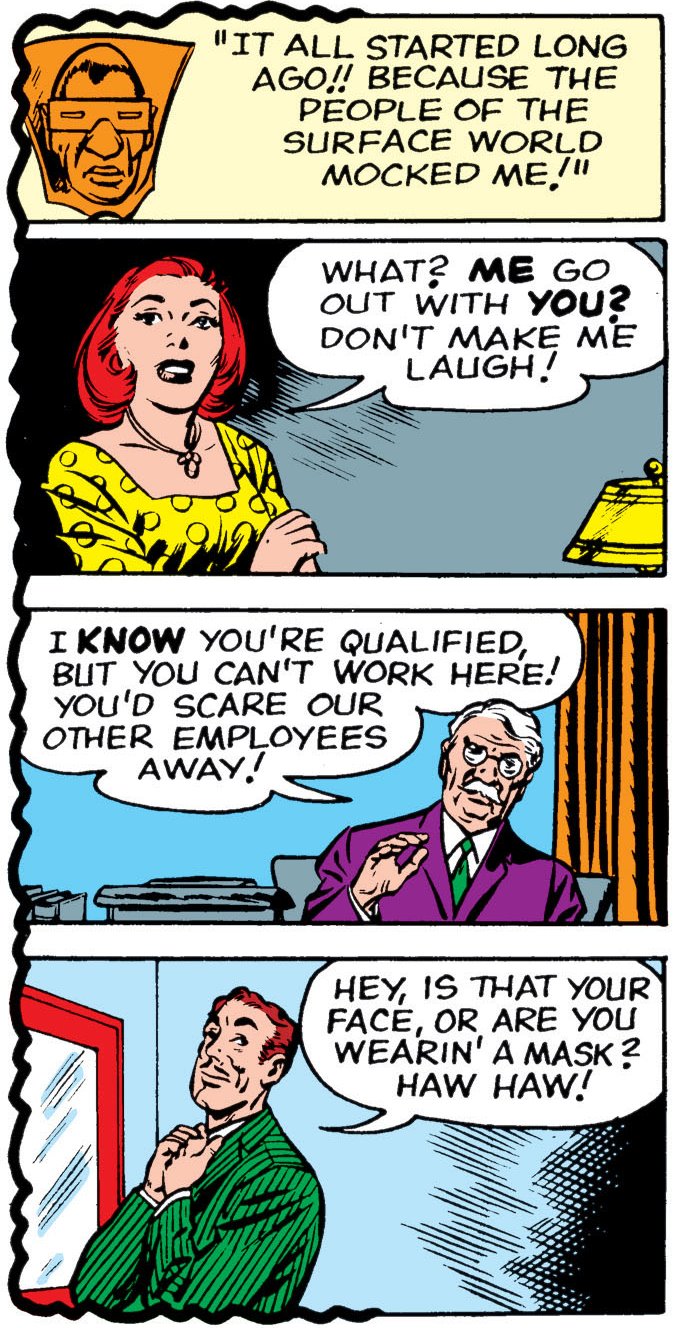 "IT ALL STARTED LONG
AGO!! BECAUSE THE
PEOPLE OF THE
SURFACE WORLD
MOCKED ME!"
WHAT? ME GO
OUT WITH YOU?
DON'T MAKE ME
LAUGH!
I KNOW YOU'RE QUALIFIED,
BUT YOU CAN'T WORK HERE!
YOU'D SCARE OUR
OTHER EMPLOYEES
AWAY!
HEY, IS THAT YOUR
FACE, OR ARE YOU
WEARIN' A MASK?
HAW HAW!